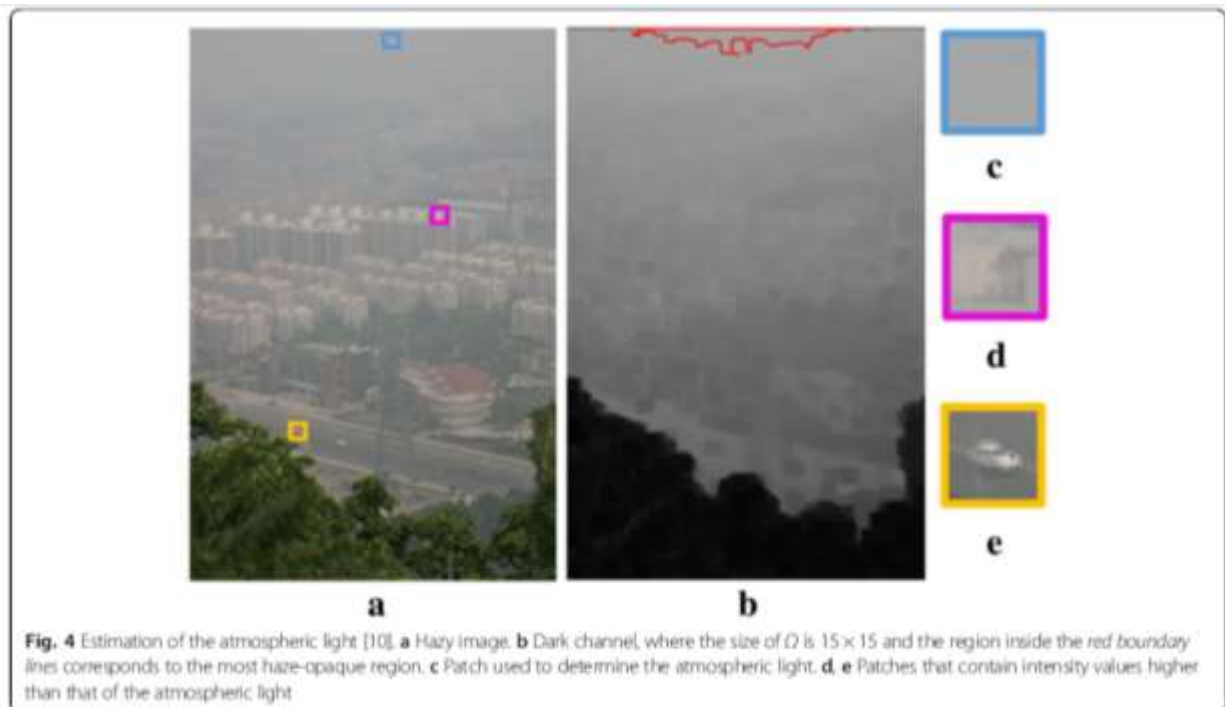 c
d
e
a
b
Fig. 4 Estimation of the atmospheric light [10]. a Hazy image. b Dark channel, where the size of Ω is 15 × 15 and the region inside the red boundary
lines corresponds to the most haze-opaque region. c Patch used to determine the atmospheric light. d, e Patches that contain intensity values higher
than that of the atmospheric light